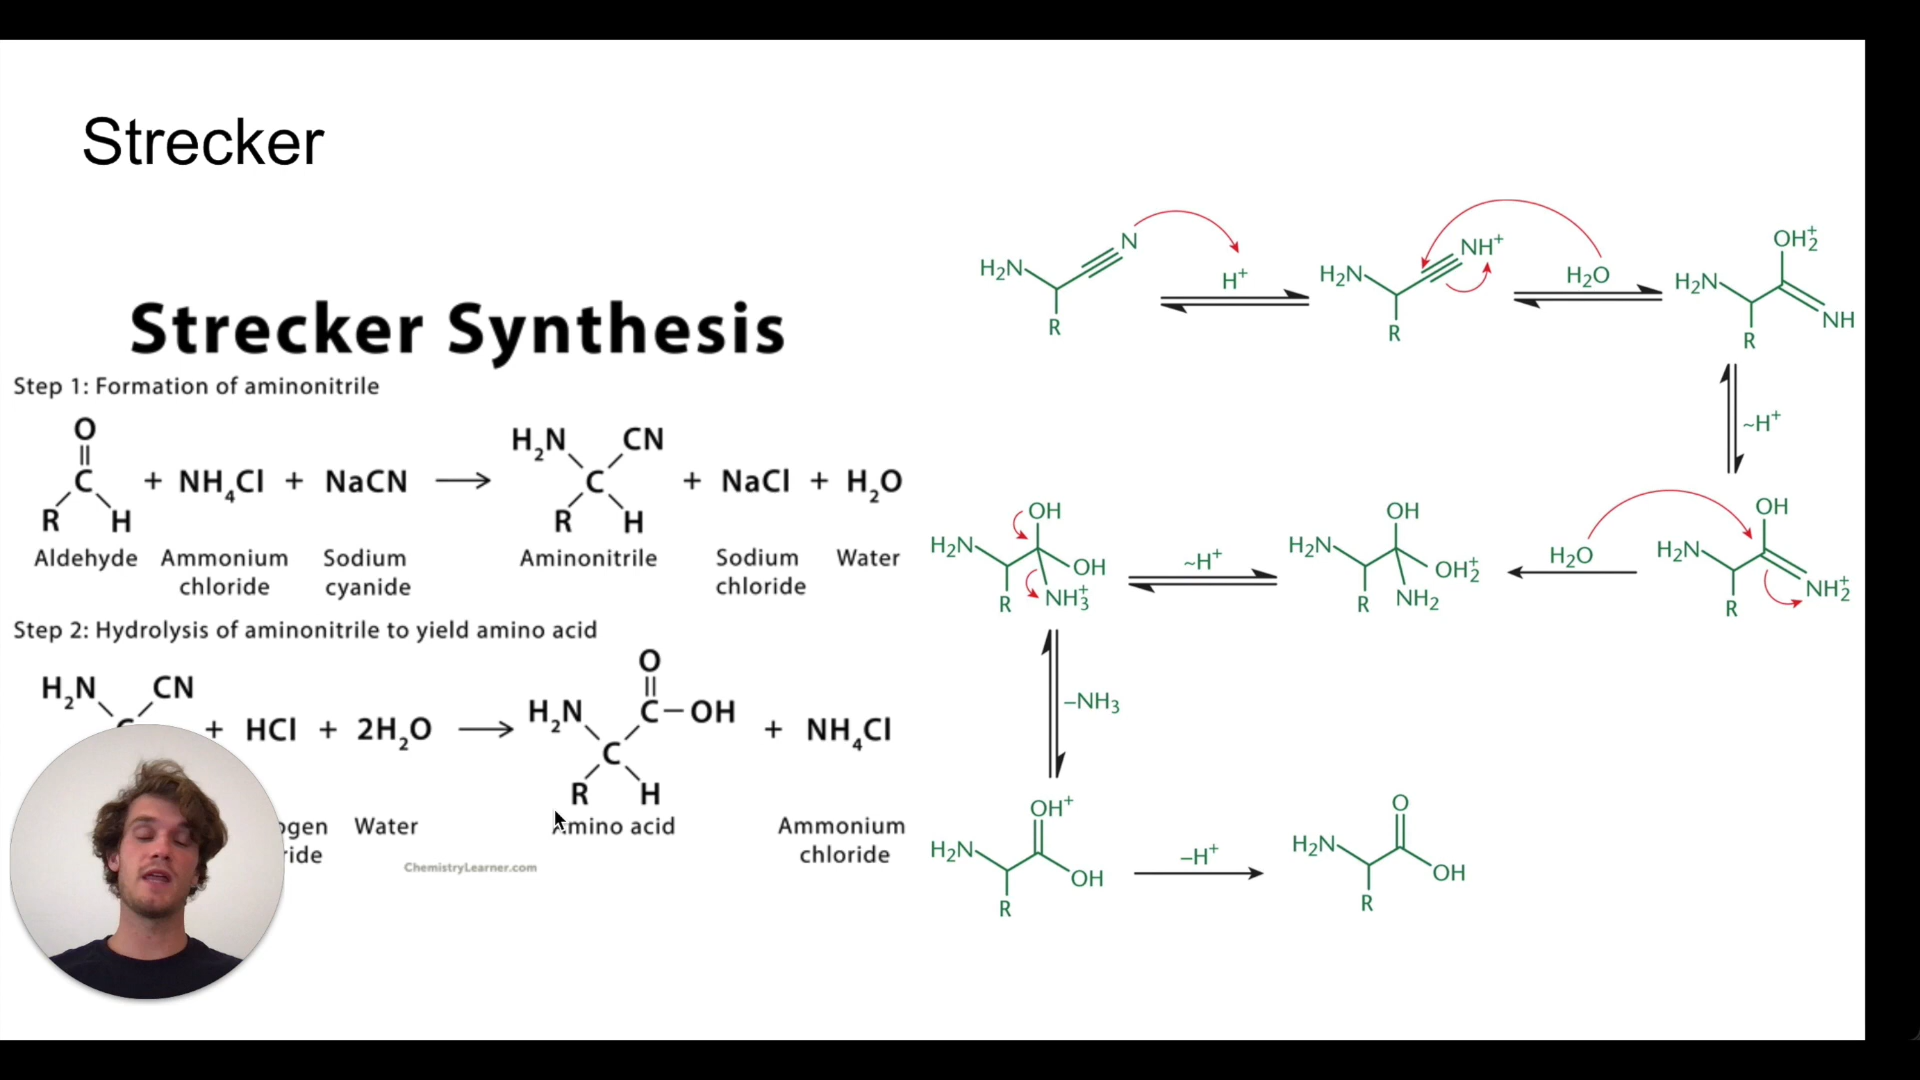 Strecker
Strecker Synthesis
Step 1: Formation of aminonitrile
O
C
R H
+ NH₄Cl + NaCN
H₂N CN
C
R H
+ NaCl + H₂O
Aldehyde
Ammonium
chloride
Sodium
cyanide
Aminonitrile
Sodium
chloride
Water
Step 2: Hydrolysis of aminonitrile to yield amino acid
H₂N CN
+ HCl + 2H₂O
O
H₂N C−OH
C
R H
+ NH₄Cl
Water
Amino acid
Ammonium
chloride
ChemistryLearner.com
H₂N N
R
H⁺
H₂N NH⁺
R
H₂O
OH₂⁺
H₂N
NH
R
~H⁺
OH
H₂N
NH₂⁺
R
H₂O
OH
H₂N
OH₂⁺
R NH₂
~H⁺
OH
H₂N
OH
R NH₃⁺
−NH₃
OH⁺
H₂N
OH
R
−H⁺
O
H₂N
OH
R